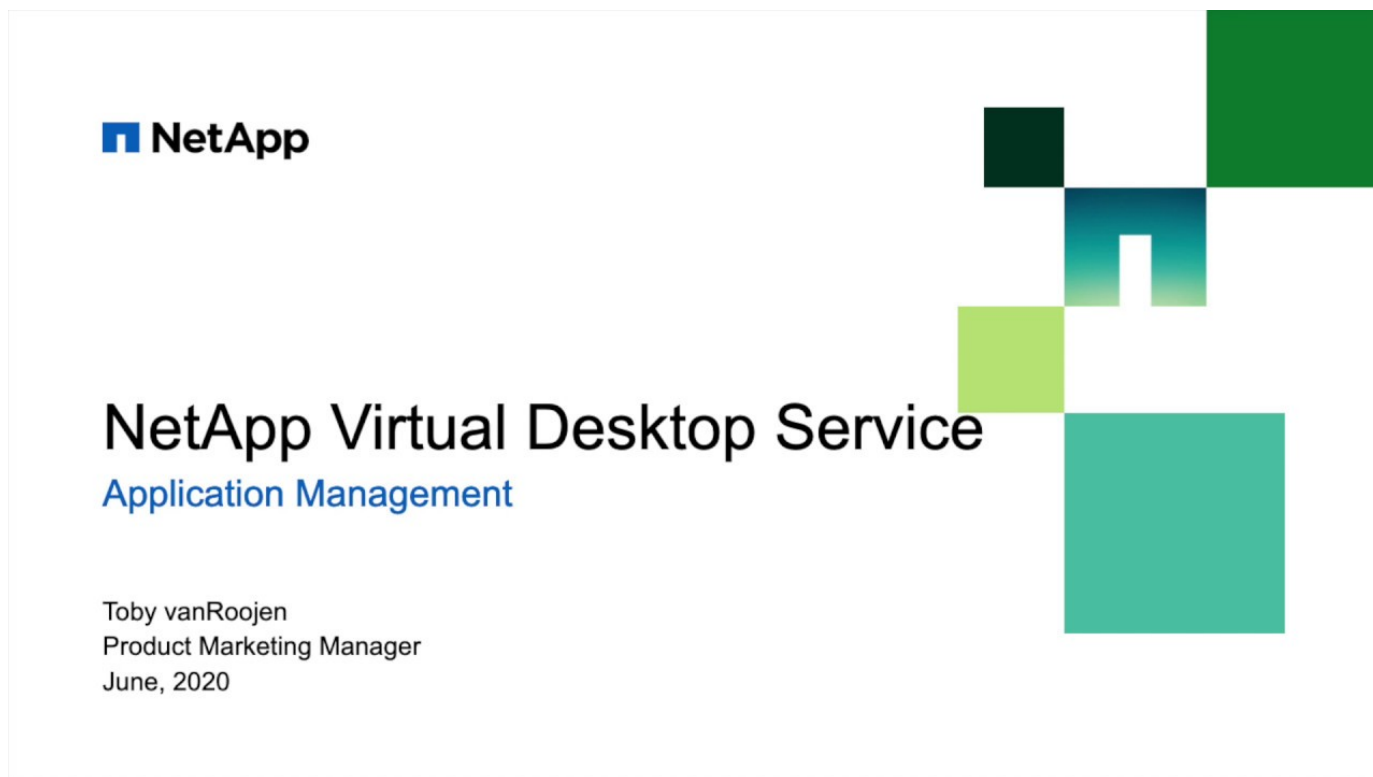 NetApp
NetApp Virtual Desktop Service
Application Management
Toby vanRoojen
Product Marketing Manager
June, 2020